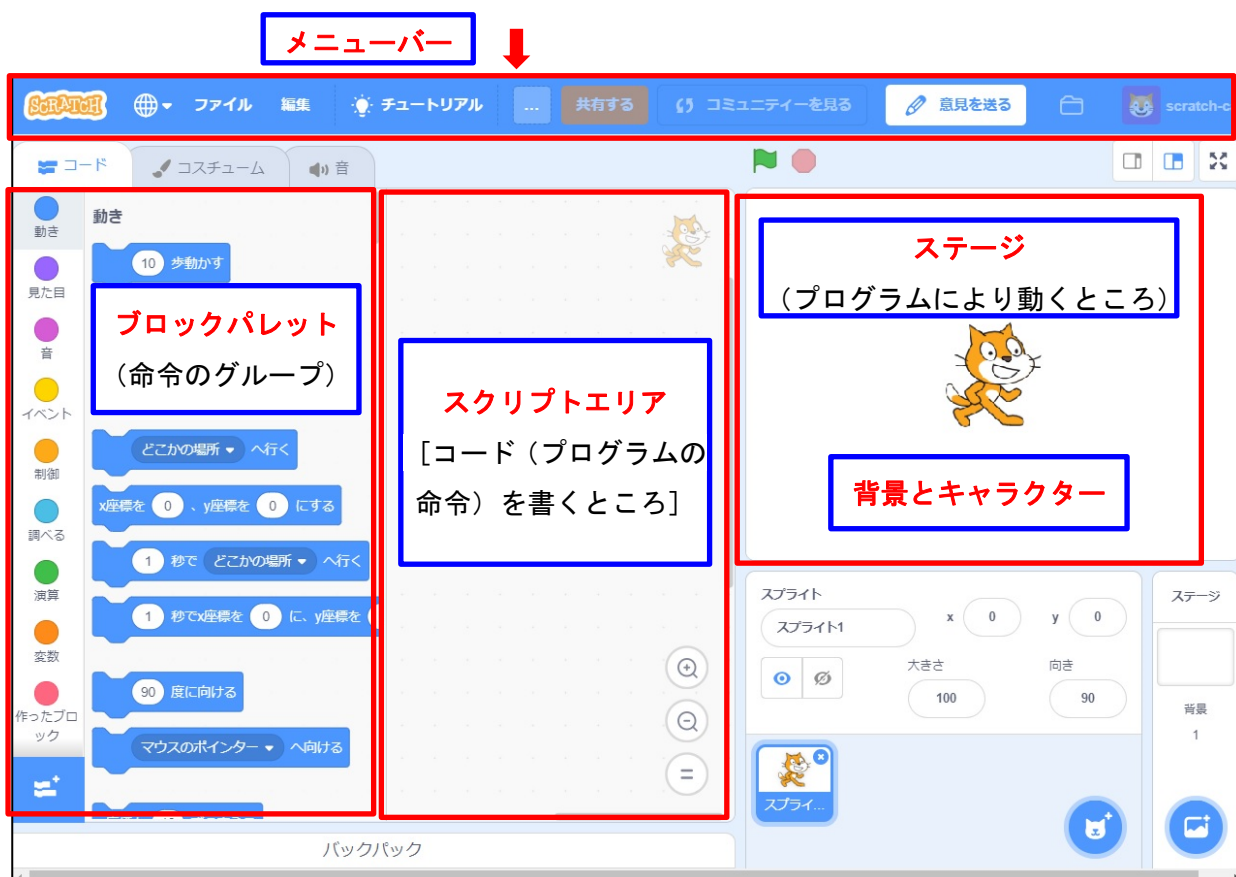 メニューバー
SCRATCH ファイル 編集 チュートリアル ... 共有する コミュニティーを見る 意見を送る scratch-c
コード コスチューム 音
動き
見た目
音
イベント
制御
調べる
演算
変数
作ったブロ
ック
動き
10 歩動かす
ブロックパレット
（命令のグループ）
どこかの場所 へ行く
x座標を 0 、y座標を 0 にする
1 秒で どこかの場所 へ行く
1 秒でx座標を 0 に、y座標を
90 度に向ける
マウスのポインター へ向ける
スクリプトエリア
［コード（プログラムの
命令）を書くところ］
ステージ
（プログラムにより動くところ）
背景とキャラクター
スプライト
スプライト1 x 0 y 0
大きさ 向き
100 90
スプライ...
ステージ
背景
1
バックパック